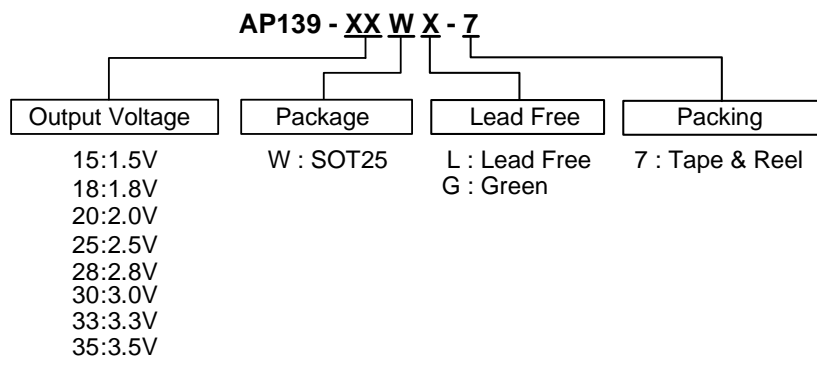 AP139 - XX W X - 7
Output Voltage
Package
Lead Free
Packing
15:1.5V
18:1.8V
20:2.0V
25:2.5V
28:2.8V
30:3.0V
33:3.3V
35:3.5V
W : SOT25
L : Lead Free
G : Green
7 : Tape & Reel